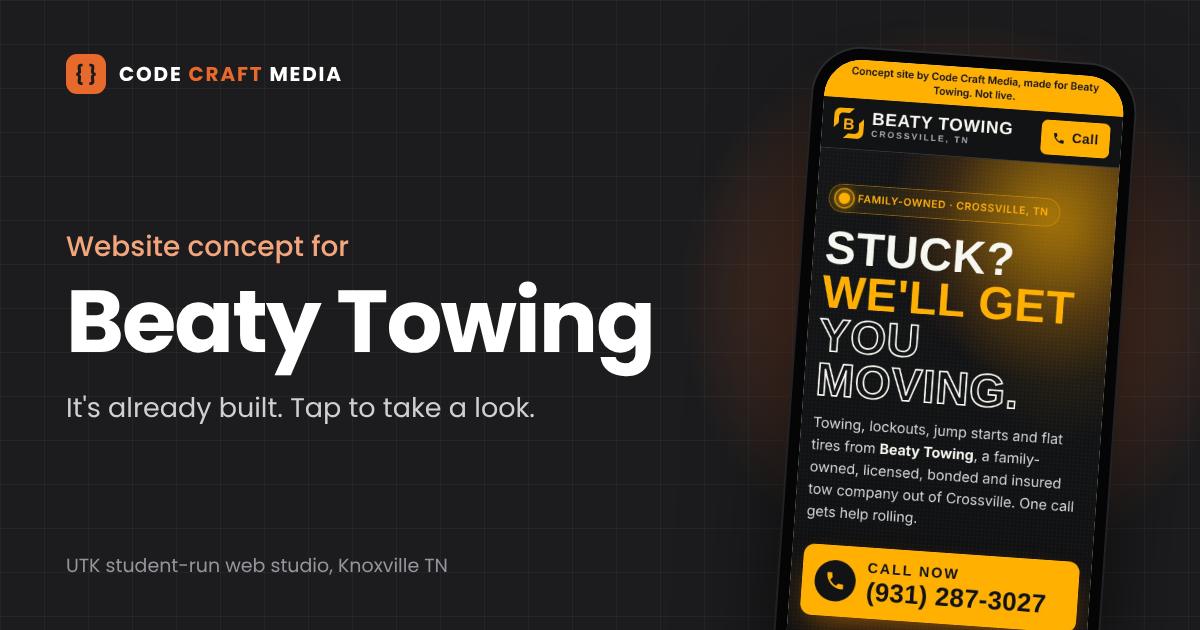 { } CODE CRAFT MEDIA
Website concept for
Beaty Towing
It's already built. Tap to take a look.
UTK student-run web studio, Knoxville TN
Concept site by Code Craft Media, made for Beaty
Towing. Not live.
B
BEATY TOWING
CROSSVILLE, TN
Call
FAMILY-OWNED · CROSSVILLE, TN
STUCK?
WE'LL GET
YOU
MOVING.
Towing, lockouts, jump starts and flat
tires from Beaty Towing, a family-
owned, licensed, bonded and insured
tow company out of Crossville. One call
gets help rolling.
CALL NOW
(931) 287-3027